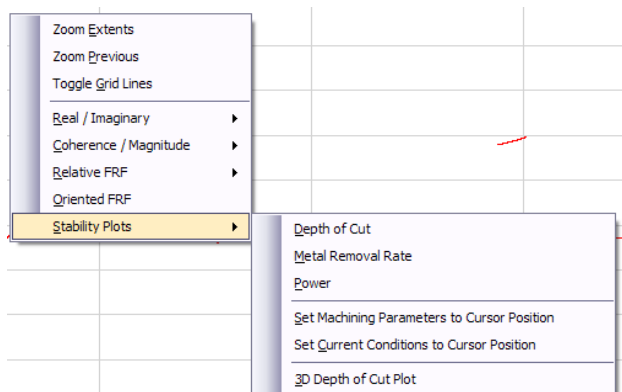 Zoom Extents
Zoom Previous
Toggle Grid Lines
Real / Imaginary
Coherence / Magnitude
Relative FRF
Oriented FRF
Stability Plots
Depth of Cut
Metal Removal Rate
Power
Set Machining Parameters to Cursor Position
Set Current Conditions to Cursor Position
3D Depth of Cut Plot